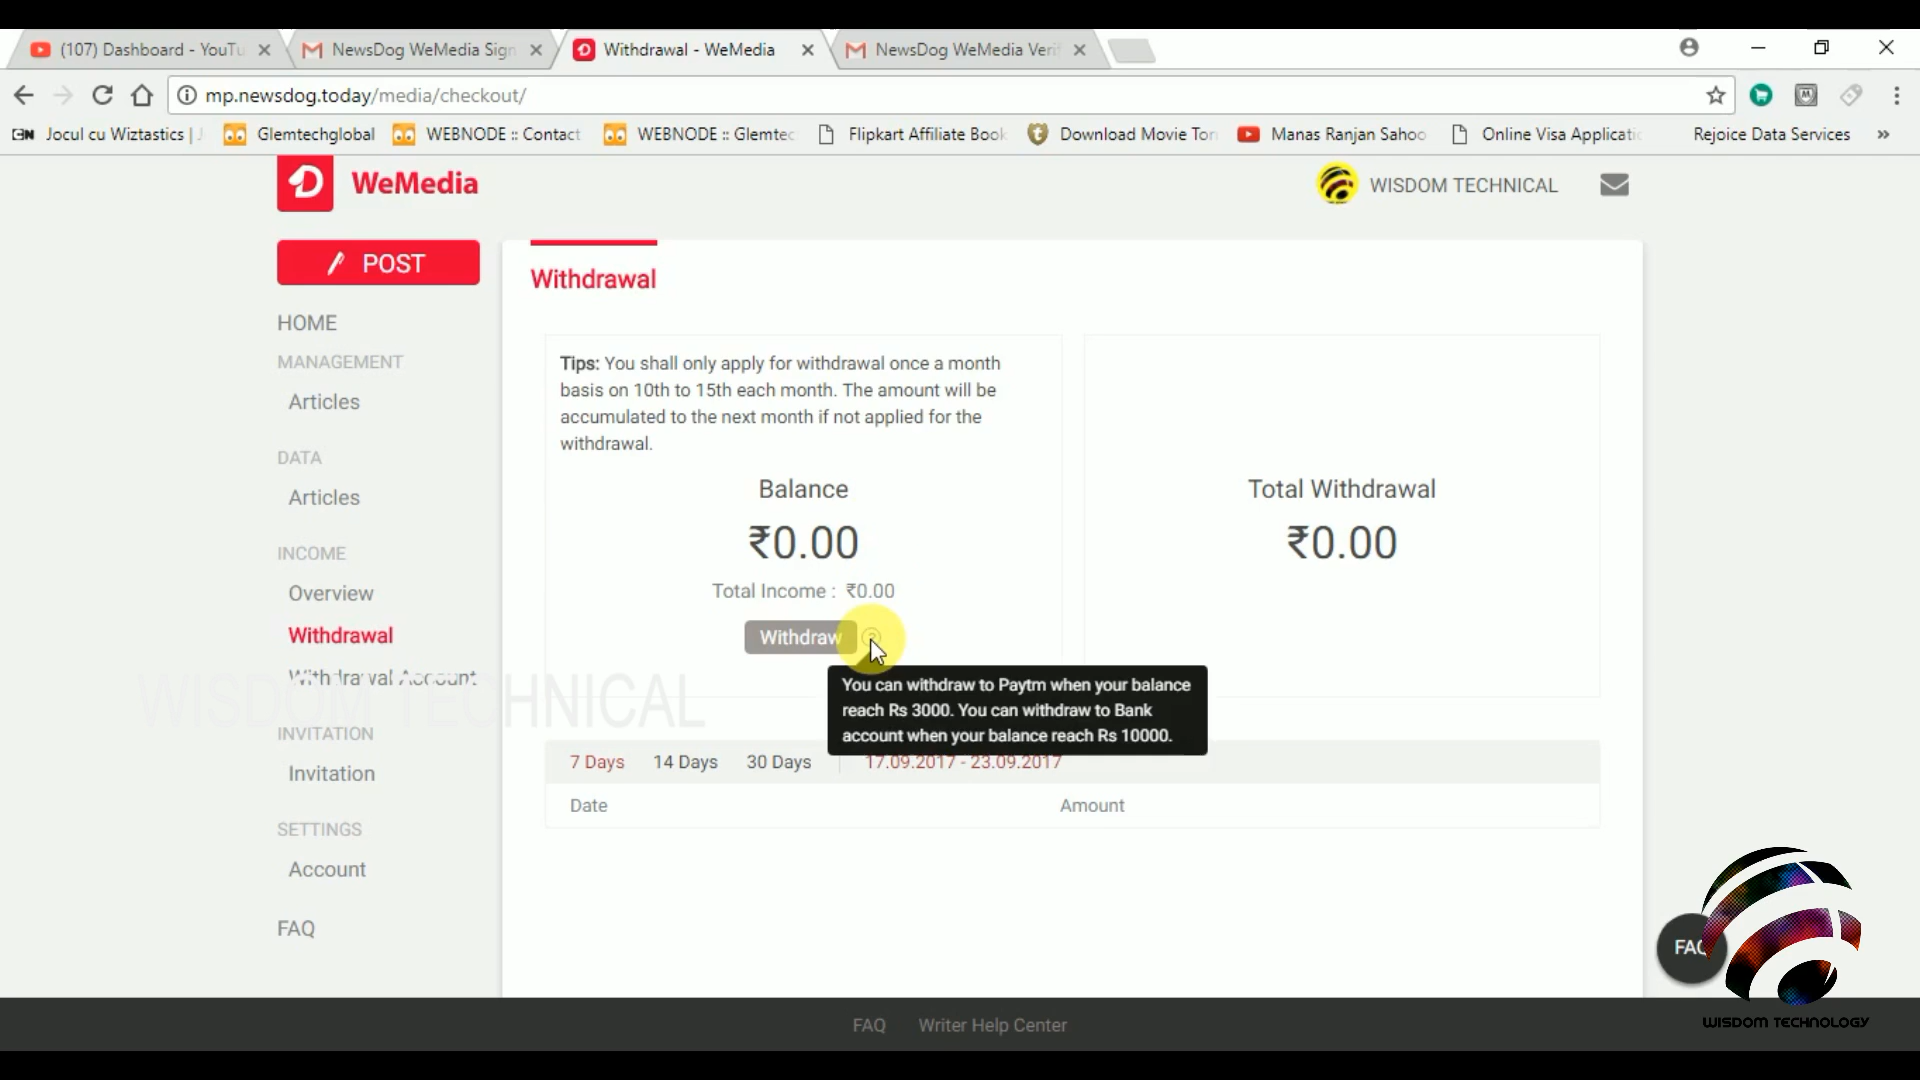 (107) Dashboard - YouTu
NewsDog WeMedia Sign
Withdrawal - WeMedia
NewsDog WeMedia Veri
mp.newsdog.today/media/checkout/
Jocul cu Wiztastics |
Glemtechglobal
WEBNODE :: Contact
WEBNODE :: Glemtec
Flipkart Affiliate Book
Download Movie Torr
Manas Ranjan Sahoo
Online Visa Applicatio
Rejoice Data Services
»
WeMedia
WISDOM TECHNICAL
POST
HOME
MANAGEMENT
Articles
DATA
Articles
INCOME
Overview
Withdrawal
Withdrawal Account
INVITATION
Invitation
SETTINGS
Account
FAQ
Withdrawal
Tips: You shall only apply for withdrawal once a month
basis on 10th to 15th each month. The amount will be
accumulated to the next month if not applied for the
withdrawal.
Balance
₹0.00
Total Income : ₹0.00
Withdraw
You can withdraw to Paytm when your balance
reach Rs 3000. You can withdraw to Bank
account when your balance reach Rs 10000.
Total Withdrawal
₹0.00
7 Days 14 Days 30 Days 17.09.2017 - 23.09.2017
Date Amount
WISDOM TECHNICAL
FAQ
WISDOM TECHNOLOGY
FAQ Writer Help Center